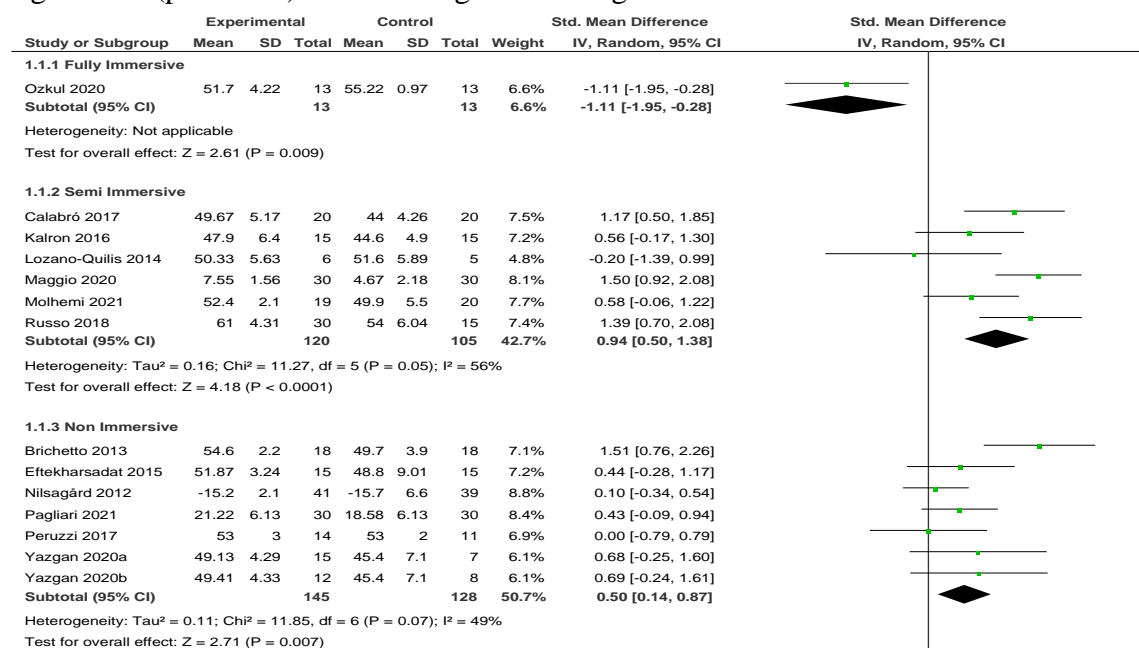 Experimental Control Std. Mean Difference Std. Mean Difference
Study or Subgroup Mean SD Total Mean SD Total Weight IV, Random, 95% CI IV, Random, 95% CI
1.1.1 Fully Immersive
Ozkul 2020 51.7 4.22 13 55.22 0.97 13 6.6% -1.11 [-1.95, -0.28]
Subtotal (95% CI) 13 13 6.6% -1.11 [-1.95, -0.28]
Heterogeneity: Not applicable
Test for overall effect: Z = 2.61 (P = 0.009)
1.1.2 Semi Immersive
Calabró 2017 49.67 5.17 20 44 4.26 20 7.5% 1.17 [0.50, 1.85]
Kalron 2016 47.9 6.4 15 44.6 4.9 15 7.2% 0.56 [-0.17, 1.30]
Lozano-Quilis 2014 50.33 5.63 6 51.6 5.89 5 4.8% -0.20 [-1.39, 0.99]
Maggio 2020 7.55 1.56 30 4.67 2.18 30 8.1% 1.50 [0.92, 2.08]
Molhemi 2021 52.4 2.1 19 49.9 5.5 20 7.7% 0.58 [-0.06, 1.22]
Russo 2018 61 4.31 30 54 6.04 15 7.4% 1.39 [0.70, 2.08]
Subtotal (95% CI) 120 105 42.7% 0.94 [0.50, 1.38]
Heterogeneity: Tau² = 0.16; Chi² = 11.27, df = 5 (P = 0.05); I² = 56%
Test for overall effect: Z = 4.18 (P < 0.0001)
1.1.3 Non Immersive
Brichetto 2013 54.6 2.2 18 49.7 3.9 18 7.1% 1.51 [0.76, 2.26]
Eftekharsadat 2015 51.87 3.24 15 48.8 9.01 15 7.2% 0.44 [-0.28, 1.17]
Nilsagård 2012 -15.2 2.1 41 -15.7 6.6 39 8.8% 0.10 [-0.34, 0.54]
Pagliari 2021 21.22 6.13 30 18.58 6.13 30 8.4% 0.43 [-0.09, 0.94]
Peruzzi 2017 53 3 14 53 2 11 6.9% 0.00 [-0.79, 0.79]
Yazgan 2020a 49.13 4.29 15 45.4 7.1 7 6.1% 0.68 [-0.25, 1.60]
Yazgan 2020b 49.41 4.33 12 45.4 7.1 8 6.1% 0.69 [-0.24, 1.61]
Subtotal (95% CI) 145 128 50.7% 0.50 [0.14, 0.87]
Heterogeneity: Tau² = 0.11; Chi² = 11.85, df = 6 (P = 0.07); I² = 49%
Test for overall effect: Z = 2.71 (P = 0.007)